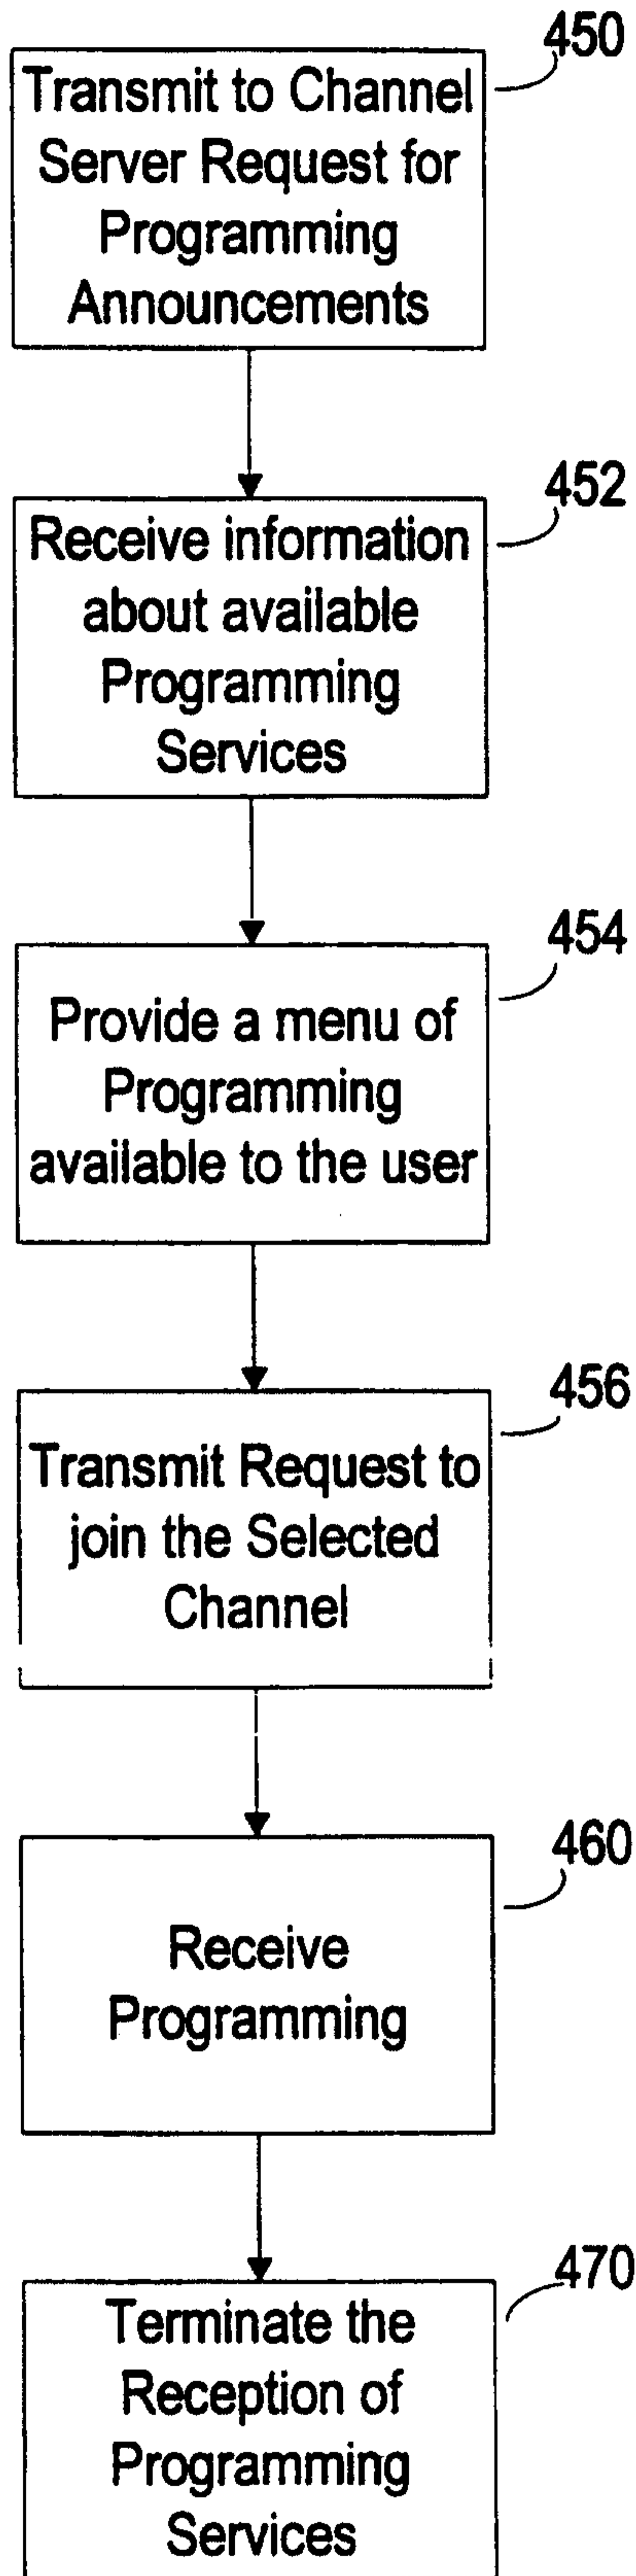 450
Transmit to Channel
Server Request for
Programming
Announcements
452
Receive information
about available
Programming
Services
454
Provide a menu of
Programming
available to the user
456
Transmit Request to
join the Selected
Channel
460
Receive
Programming
470
Terminate the
Reception of
Programming
Services